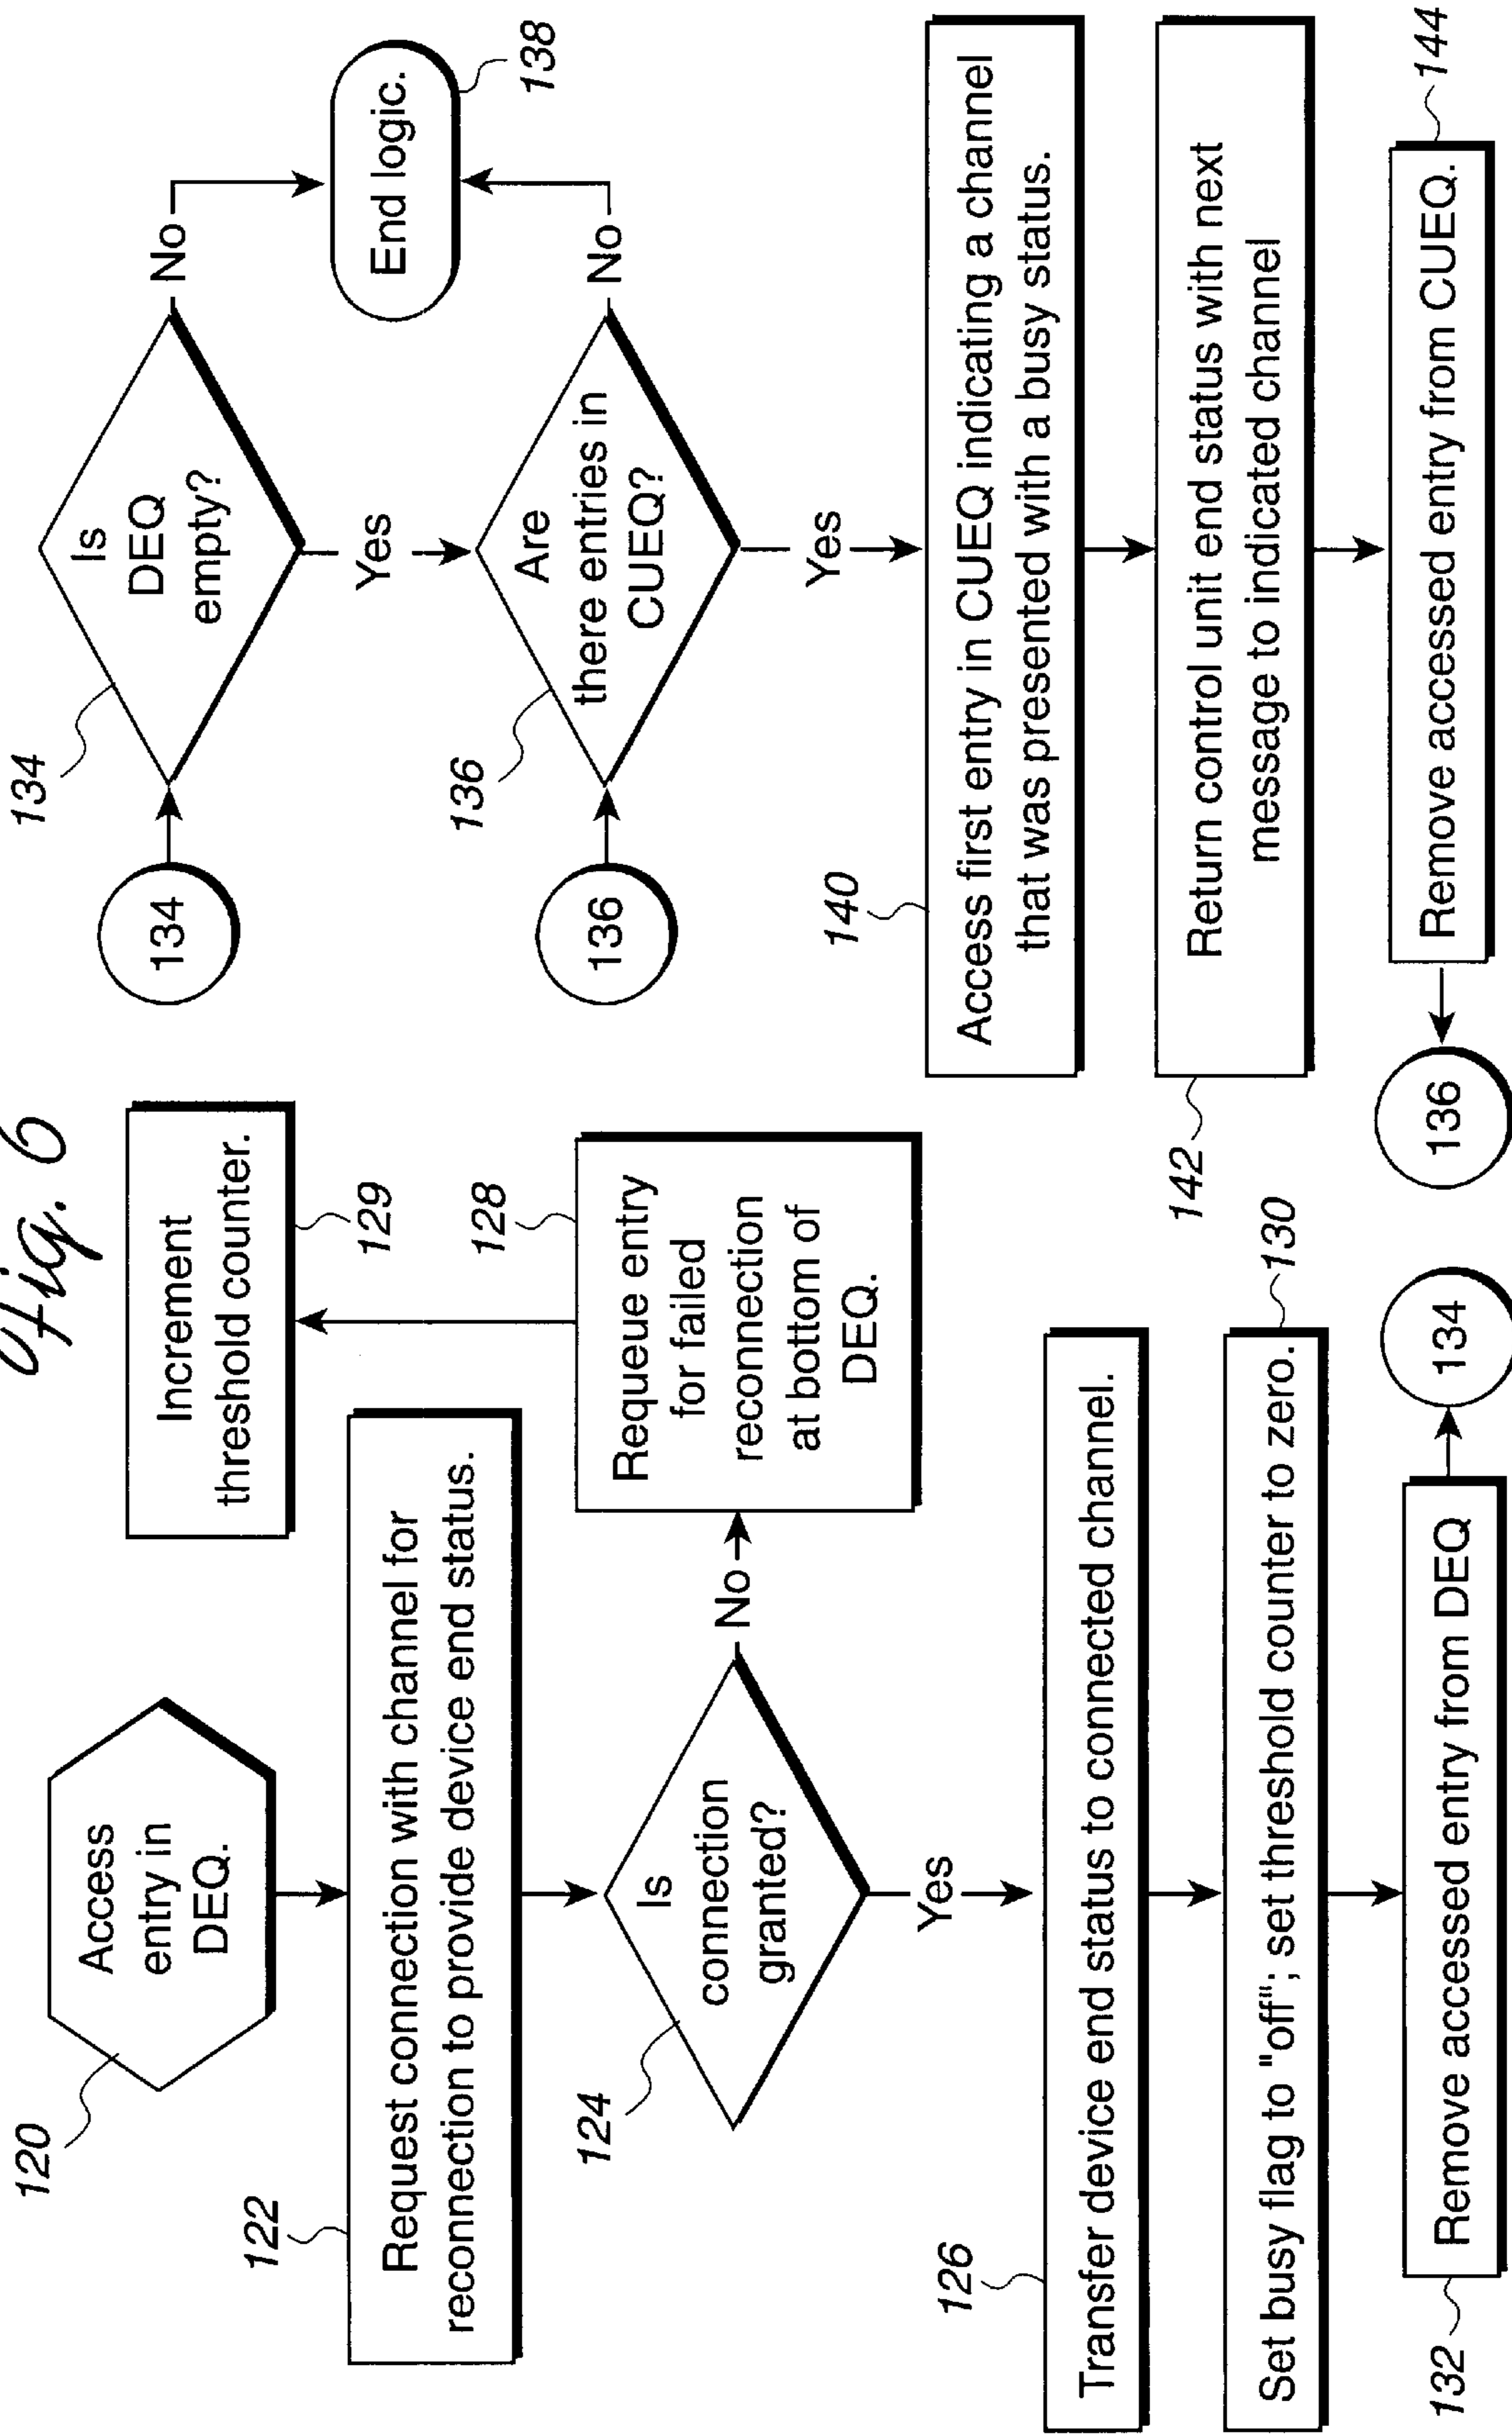 Fig. 6
120
Access
entry in
DEQ.
122
Request connection with channel for
reconnection to provide device end status.
124
Is
connection
granted?
No
Yes
128
Requeue entry
for failed
reconnection
at bottom of
DEQ.
Increment
threshold counter.
129
126
Transfer device end status to connected channel.
Set busy flag to "off"; set threshold counter to zero.
130
132
Remove accessed entry from DEQ
134
134
134
Is
DEQ
empty?
No
Yes
End logic.
138
136
136
Are
there entries in
CUEQ?
No
Yes
140
Access first entry in CUEQ indicating a channel
that was presented with a busy status.
142
Return control unit end status with next
message to indicated channel
144
Remove accessed entry from CUEQ.
136